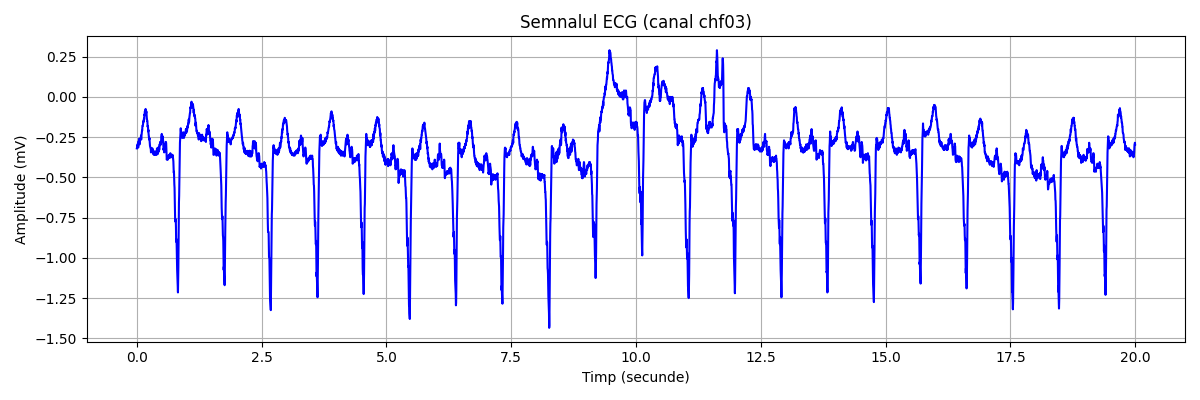 Semnalul ECG (canal chf03)
Amplitudine (mV)
0.25
0.00
−0.25
−0.50
−0.75
−1.00
−1.25
−1.50
0.0 2.5 5.0 7.5 10.0 12.5 15.0 17.5 20.0
Timp (secunde)